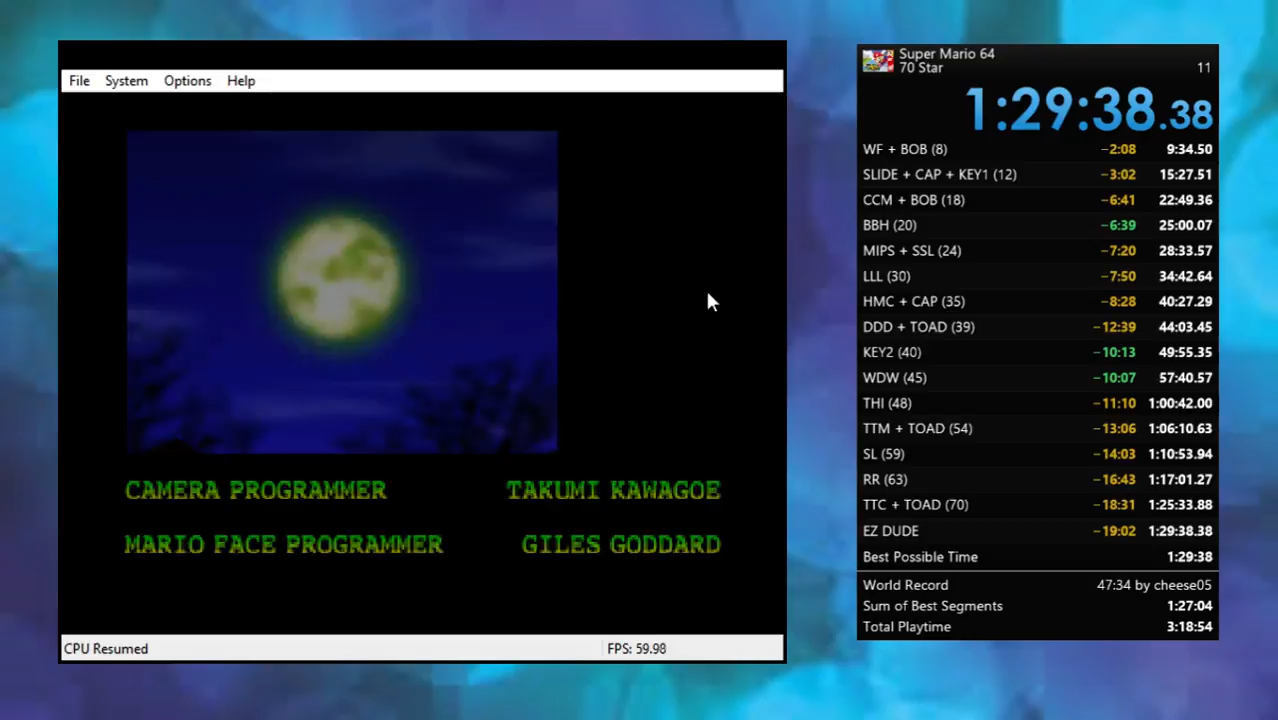 File System Options Help
CAMERA PROGRAMMER TAKUMI KAWAGOE
MARIO FACE PROGRAMMER GILES GODDARD
CPU Resumed FPS: 59.98
Super Mario 64
70 Star 11
1:29:38.38
WF + BOB (8) −2:08 9:34.50
SLIDE + CAP + KEY1 (12) −3:02 15:27.51
CCM + BOB (18) −6:41 22:49.36
BBH (20) −6:39 25:00.07
MIPS + SSL (24) −7:20 28:33.57
LLL (30) −7:50 34:42.64
HMC + CAP (35) −8:28 40:27.29
DDD + TOAD (39) −12:39 44:03.45
KEY2 (40) −10:13 49:55.35
WDW (45) −10:07 57:40.57
THI (48) −11:10 1:00:42.00
TTM + TOAD (54) −13:06 1:06:10.63
SL (59) −14:03 1:10:53.94
RR (63) −16:43 1:17:01.27
TTC + TOAD (70) −18:31 1:25:33.88
EZ DUDE −19:02 1:29:38.38
Best Possible Time 1:29:38
World Record 47:34 by cheese05
Sum of Best Segments 1:27:04
Total Playtime 3:18:54